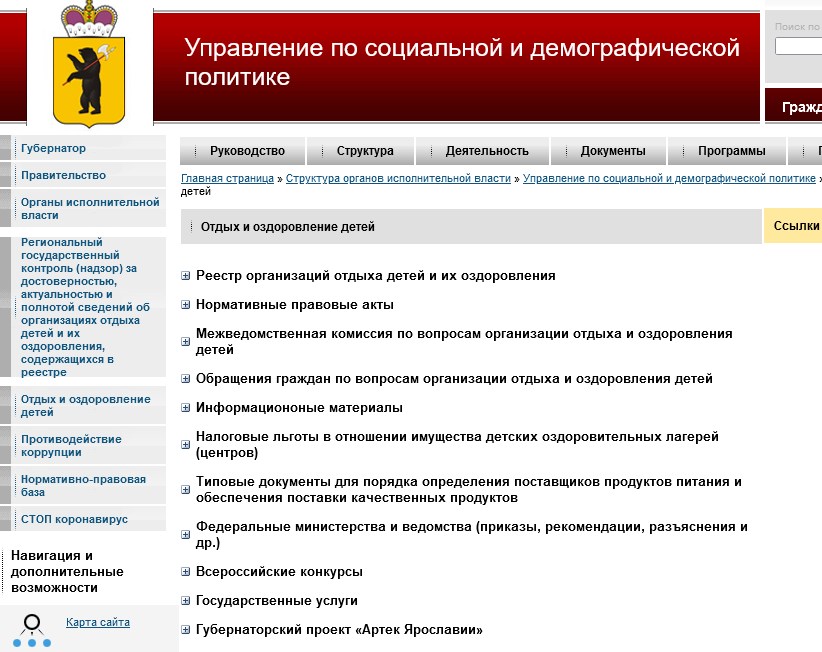 Управление по социальной и демографической
политике
Поиск по
Гражд
Губернатор
Правительство
Органы исполнительной
власти
Региональный
государственный
контроль (надзор) за
достоверностью,
актуальностью и
полнотой сведений об
организациях отдыха
детей и их
оздоровления,
содержащихся в
реестре
Отдых и оздоровление
детей
Противодействие
коррупции
Нормативно-правовая
база
СТОП коронавирус
Навигация и
дополнительные
возможности
Карта сайта
Руководство Структура Деятельность Документы Программы
Главная страница » Структура органов исполнительной власти » Управление по социальной и демографической политике »
детей
Отдых и оздоровление детей
Ссылки
Реестр организаций отдыха детей и их оздоровления
Нормативные правовые акты
Межведомственная комиссия по вопросам организации отдыха и оздоровления
детей
Обращения граждан по вопросам организации отдыха и оздоровления детей
Информациононые материалы
Налоговые льготы в отношении имущества детских оздоровительных лагерей
(центров)
Типовые документы для порядка определения поставщиков продуктов питания и
обеспечения поставки качественных продуктов
Федеральные министерства и ведомства (приказы, рекомендации, разъяснения и
др.)
Всероссийские конкурсы
Государственные услуги
Губернаторский проект «Артек Ярославии»